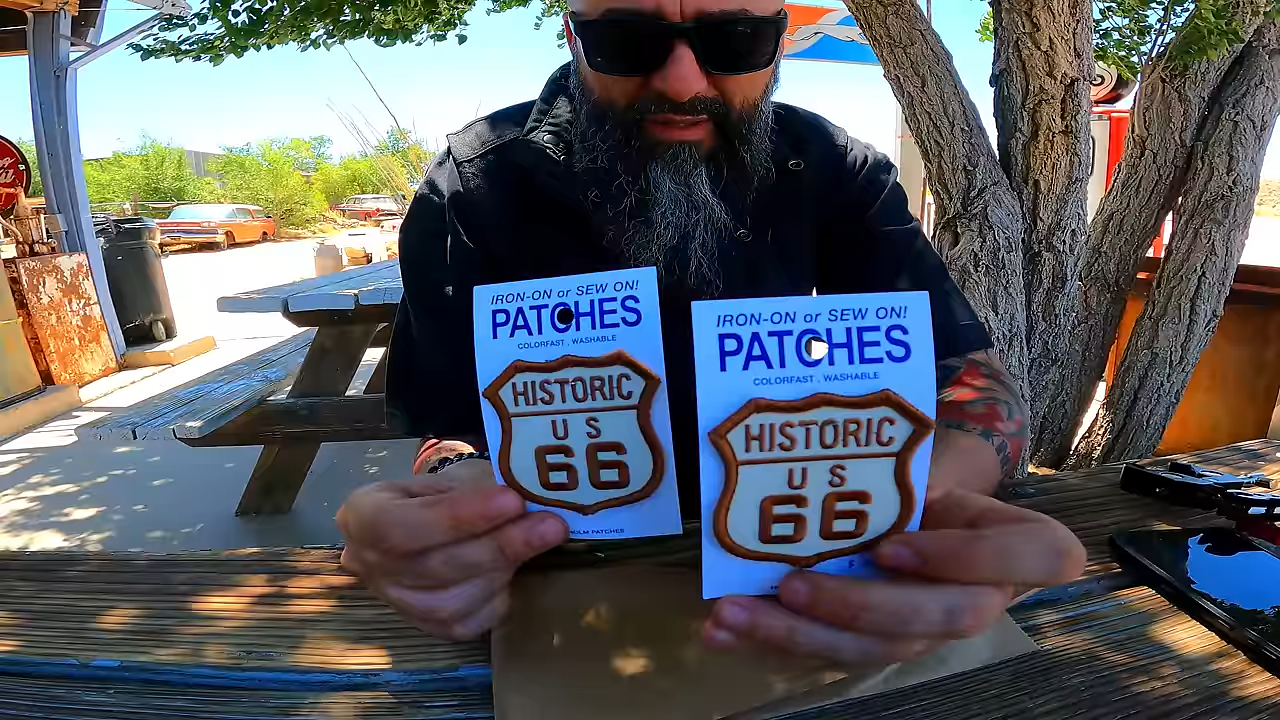 IRON-ON or SEW ON!
PATCHES
COLORFAST , WASHABLE
HISTORIC
U S
66
IRON-ON or SEW ON!
PATCHES
COLORFAST , WASHABLE
HISTORIC
U S
66